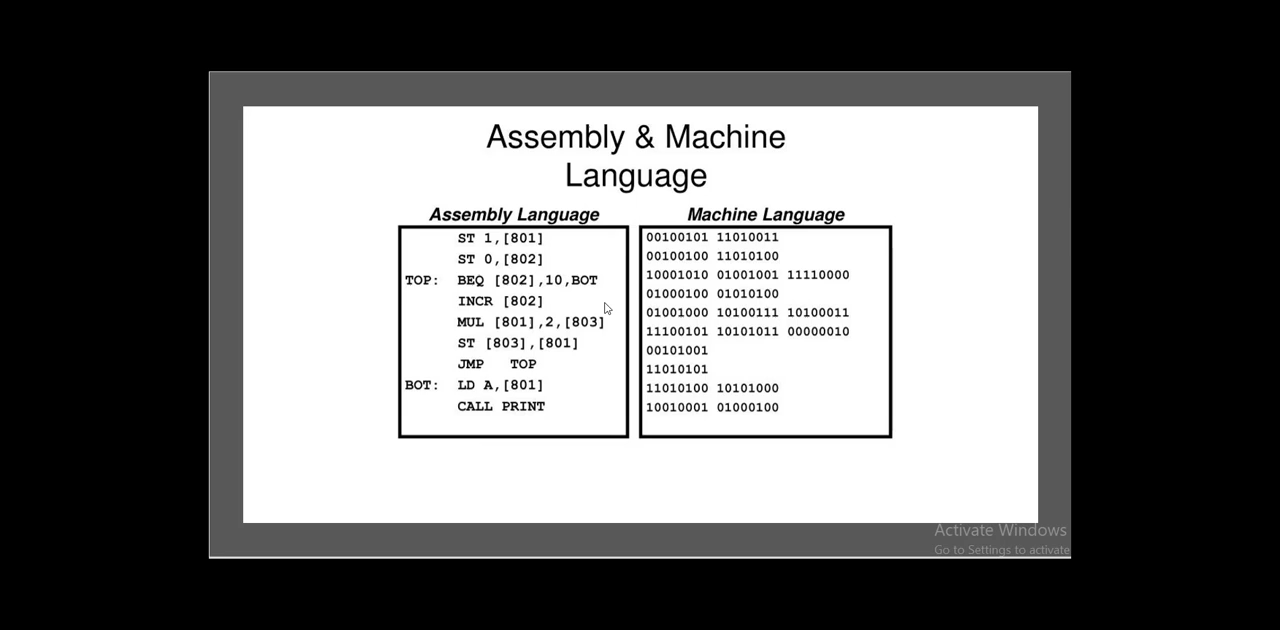 Assembly & Machine
Language
Assembly Language
ST 1,[801]
ST 0,[802]
TOP: BEQ [802],10,BOT
INCR [802]
MUL [801],2,[803]
ST [803],[801]
JMP TOP
BOT: LD A,[801]
CALL PRINT
Machine Language
00100101 11010011
00100100 11010100
10001010 01001001 11110000
01000100 01010100
01001000 10100111 10100011
11100101 10101011 00000010
00101001
11010101
11010100 10101000
10010001 01000100
Activate Windows
Go to Settings to activate